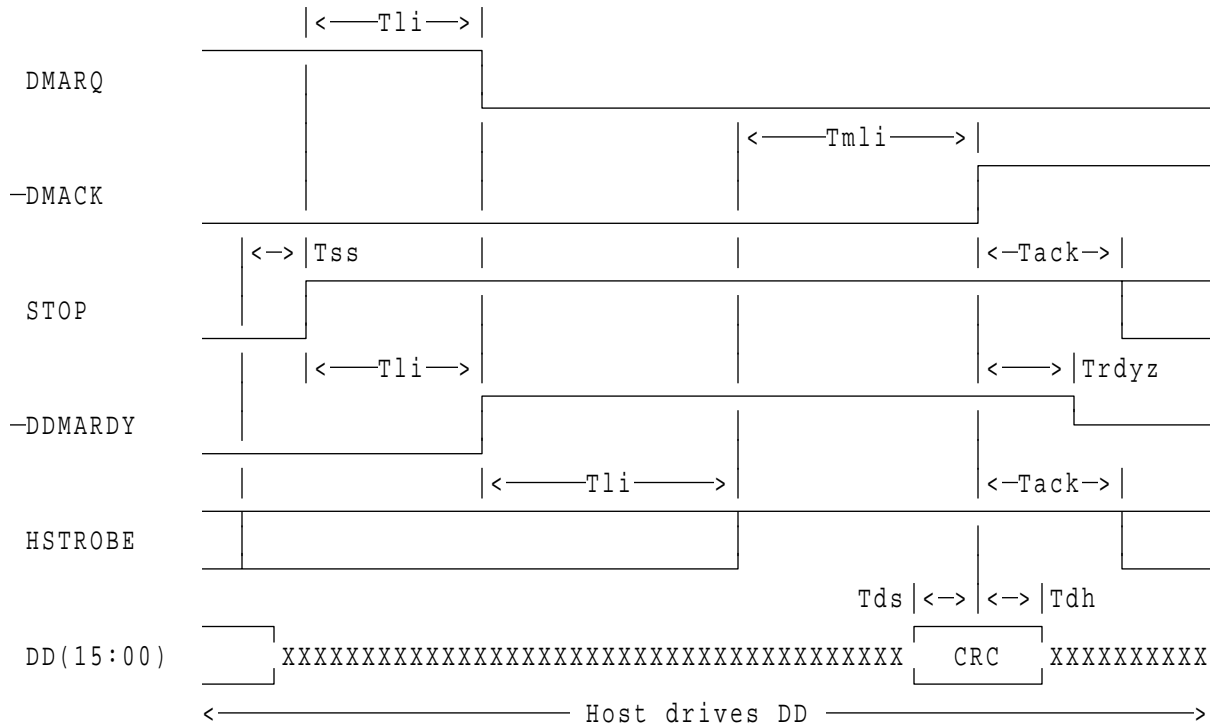 |<——Tli—>|
DMARQ
|<———Tmli———>|
—DMACK
|<—>|Tss |<—Tack—>|
STOP
|<——Tli—>| |<——>|Trdyz
—DDMARDY
|<———Tli———>| |<—Tack—>|
HSTROBE
Tds|<—>|<—>|Tdh
DD(15:00) XXXXXXXXXXXXXXXXXXXXXXXXXXXXXXXXXXXXXXX CRC XXXXXXXXXX
<———— Host drives DD ————>